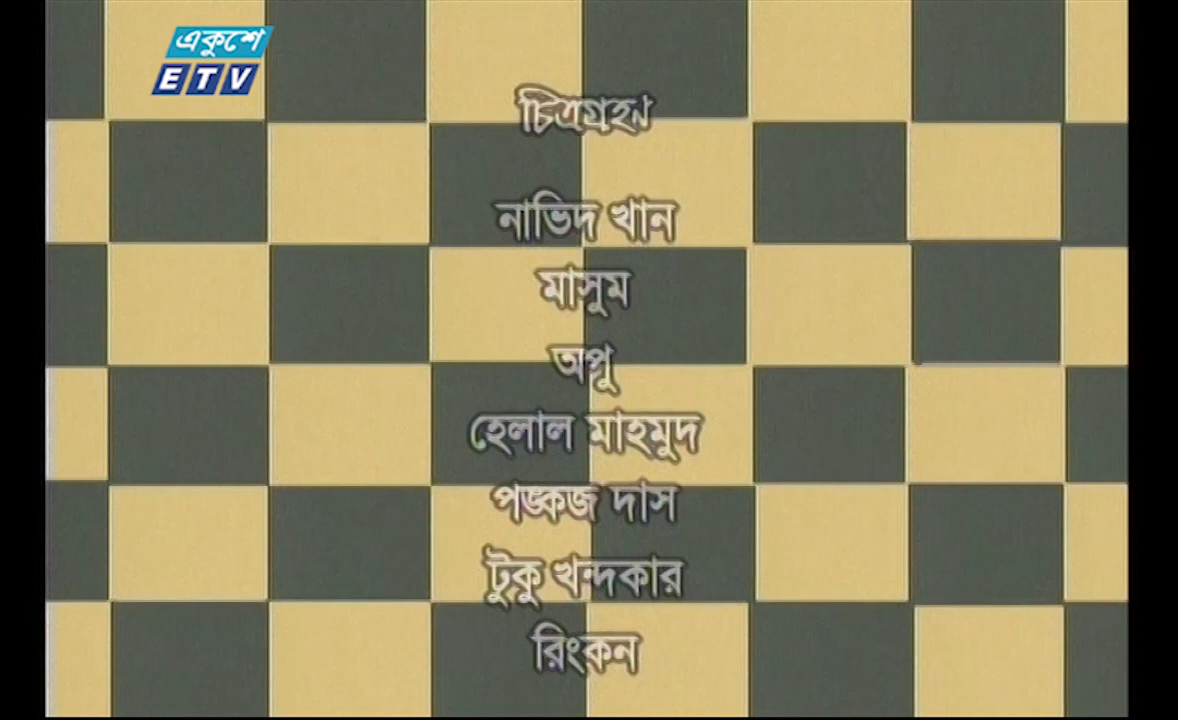 একুশে
ETV
চিত্রগ্রহণ
নাভিদ খান
মাসুম
অপু
হেলাল মাহমুদ
পঙ্কজ দাস
টুকু খন্দকার
রিংকন